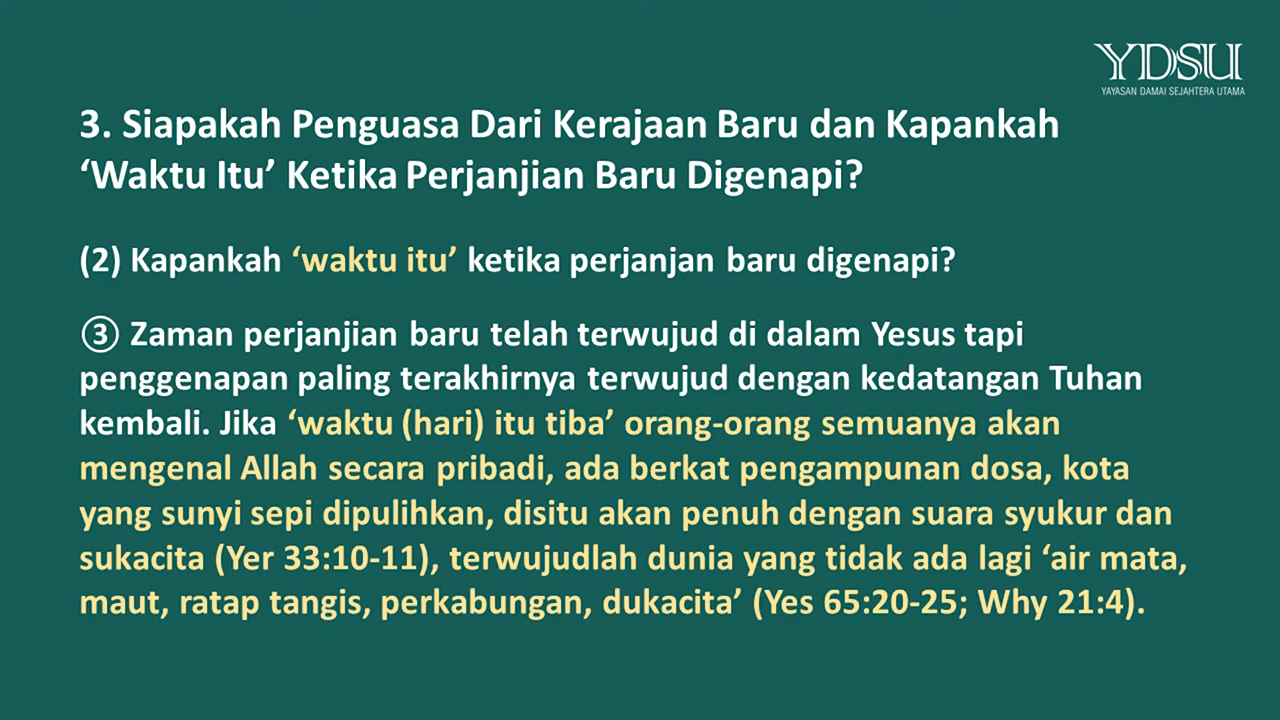 YDSU
YAYASAN DAMAI SEJAHTERA UTAMA
3. Siapakah Penguasa Dari Kerajaan Baru dan Kapankah
‘Waktu Itu’ Ketika Perjanjian Baru Digenapi?
(2) Kapankah ‘waktu itu’ ketika perjanjan baru digenapi?
③ Zaman perjanjian baru telah terwujud di dalam Yesus tapi
penggenapan paling terakhirnya terwujud dengan kedatangan Tuhan
kembali. Jika ‘waktu (hari) itu tiba’ orang-orang semuanya akan
mengenal Allah secara pribadi, ada berkat pengampunan dosa, kota
yang sunyi sepi dipulihkan, disitu akan penuh dengan suara syukur dan
sukacita (Yer 33:10-11), terwujudlah dunia yang tidak ada lagi ‘air mata,
maut, ratap tangis, perkabungan, dukacita’ (Yes 65:20-25; Why 21:4).